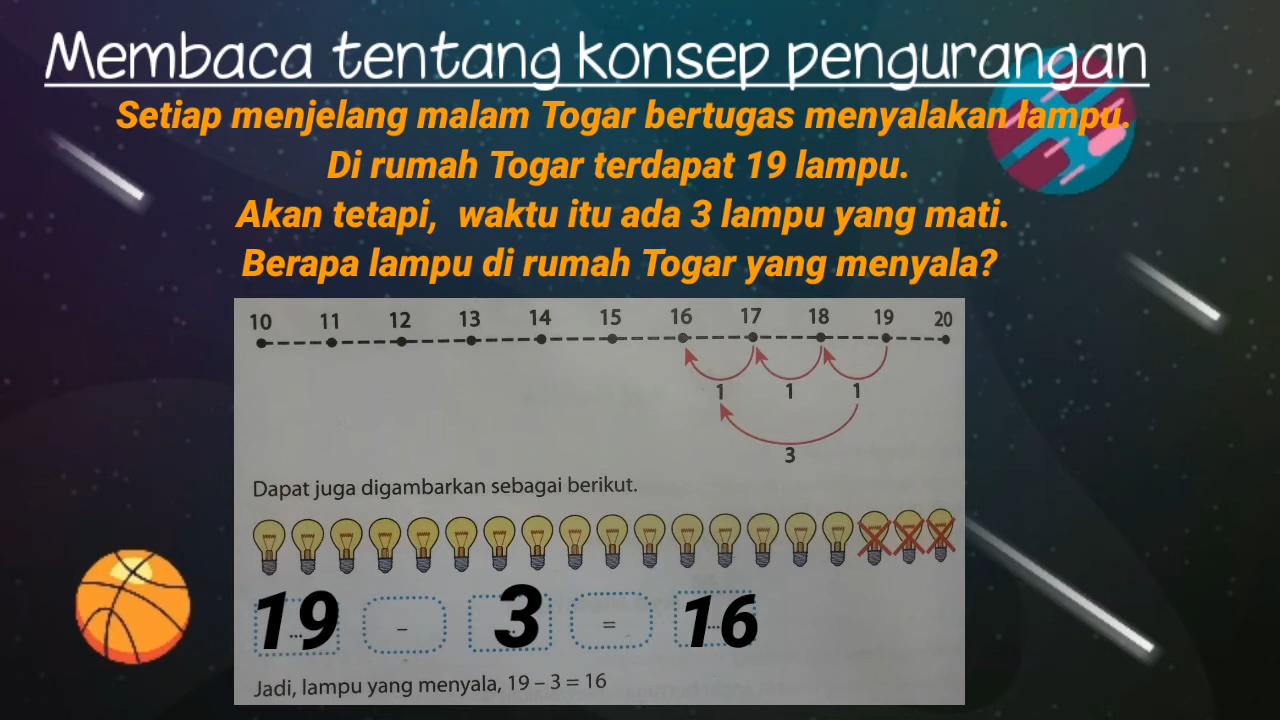 Membaca tentang konsep pengurangan
Setiap menjelang malam Togar bertugas menyalakan lampu.
Di rumah Togar terdapat 19 lampu.
Akan tetapi, waktu itu ada 3 lampu yang mati.
Berapa lampu di rumah Togar yang menyala?
10 11 12 13 14 15 16 17 18 19 20
1 1 1
3
Dapat juga digambarkan sebagai berikut.
19 – 3 = 16
Jadi, lampu yang menyala, 19 – 3 = 16